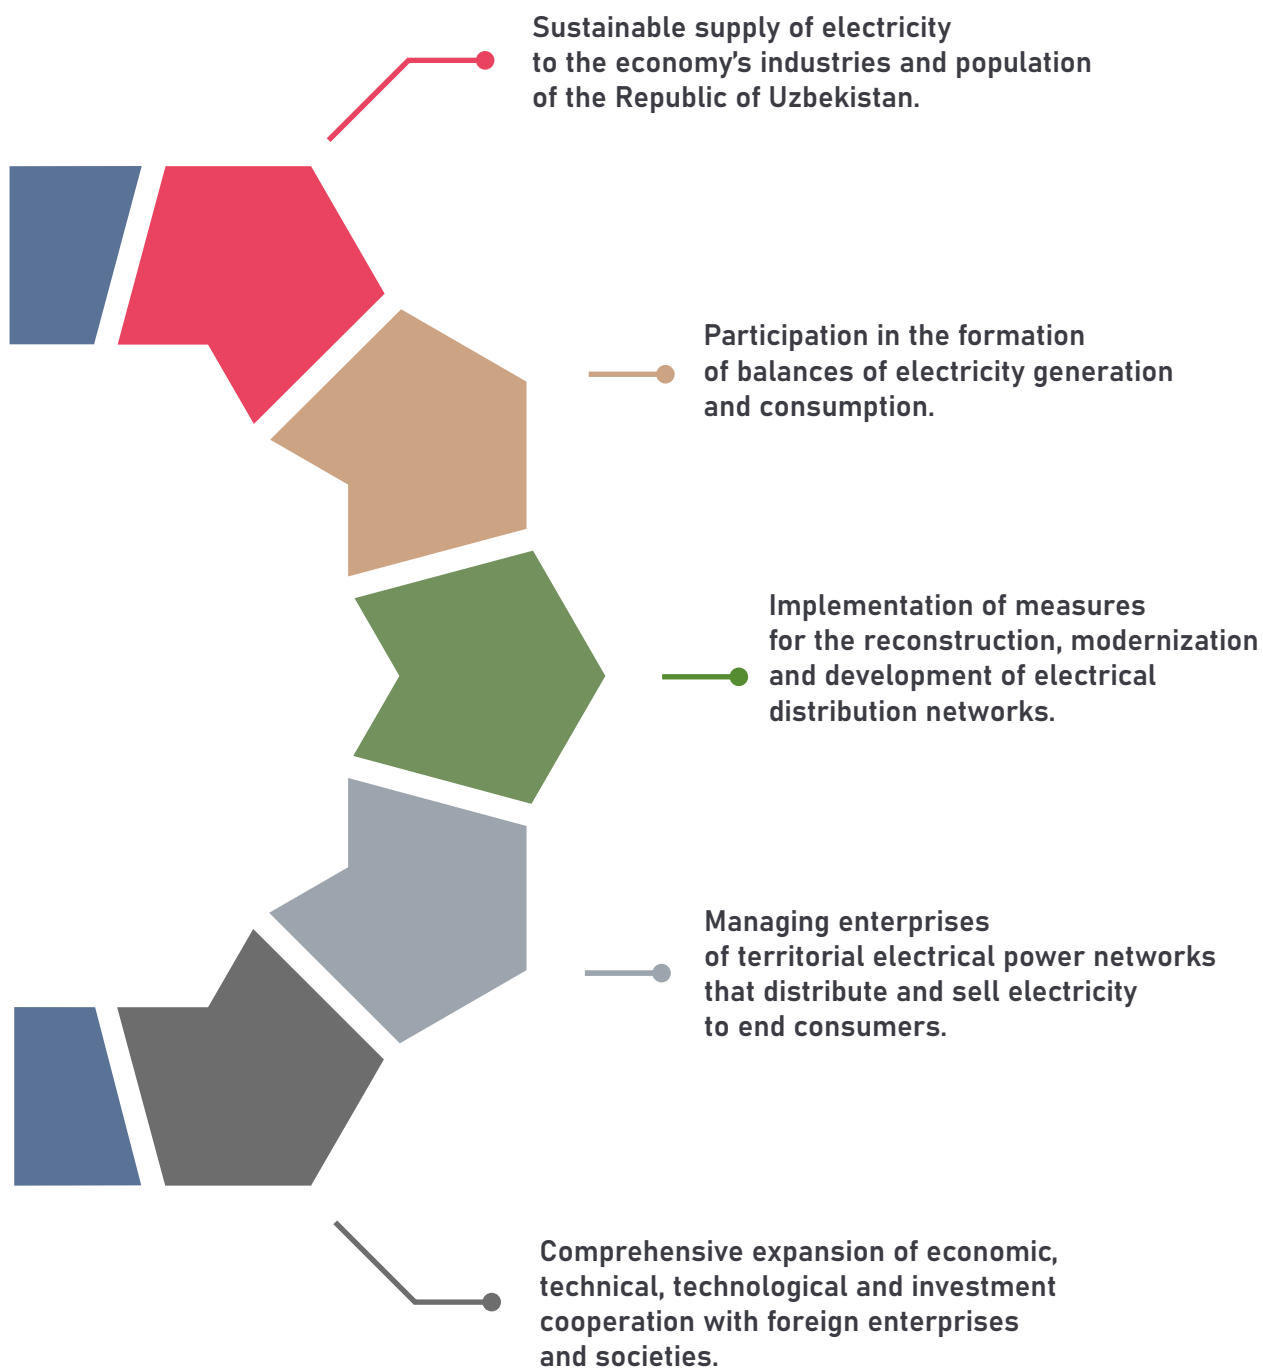 Sustainable supply of electricity
to the economy's industries and population
of the Republic of Uzbekistan.
Participation in the formation
of balances of electricity generation
and consumption.
Implementation of measures
for the reconstruction, modernization
and development of electrical
distribution networks.
Managing enterprises
of territorial electrical power networks
that distribute and sell electricity
to end consumers.
Comprehensive expansion of economic,
technical, technological and investment
cooperation with foreign enterprises
and societies.